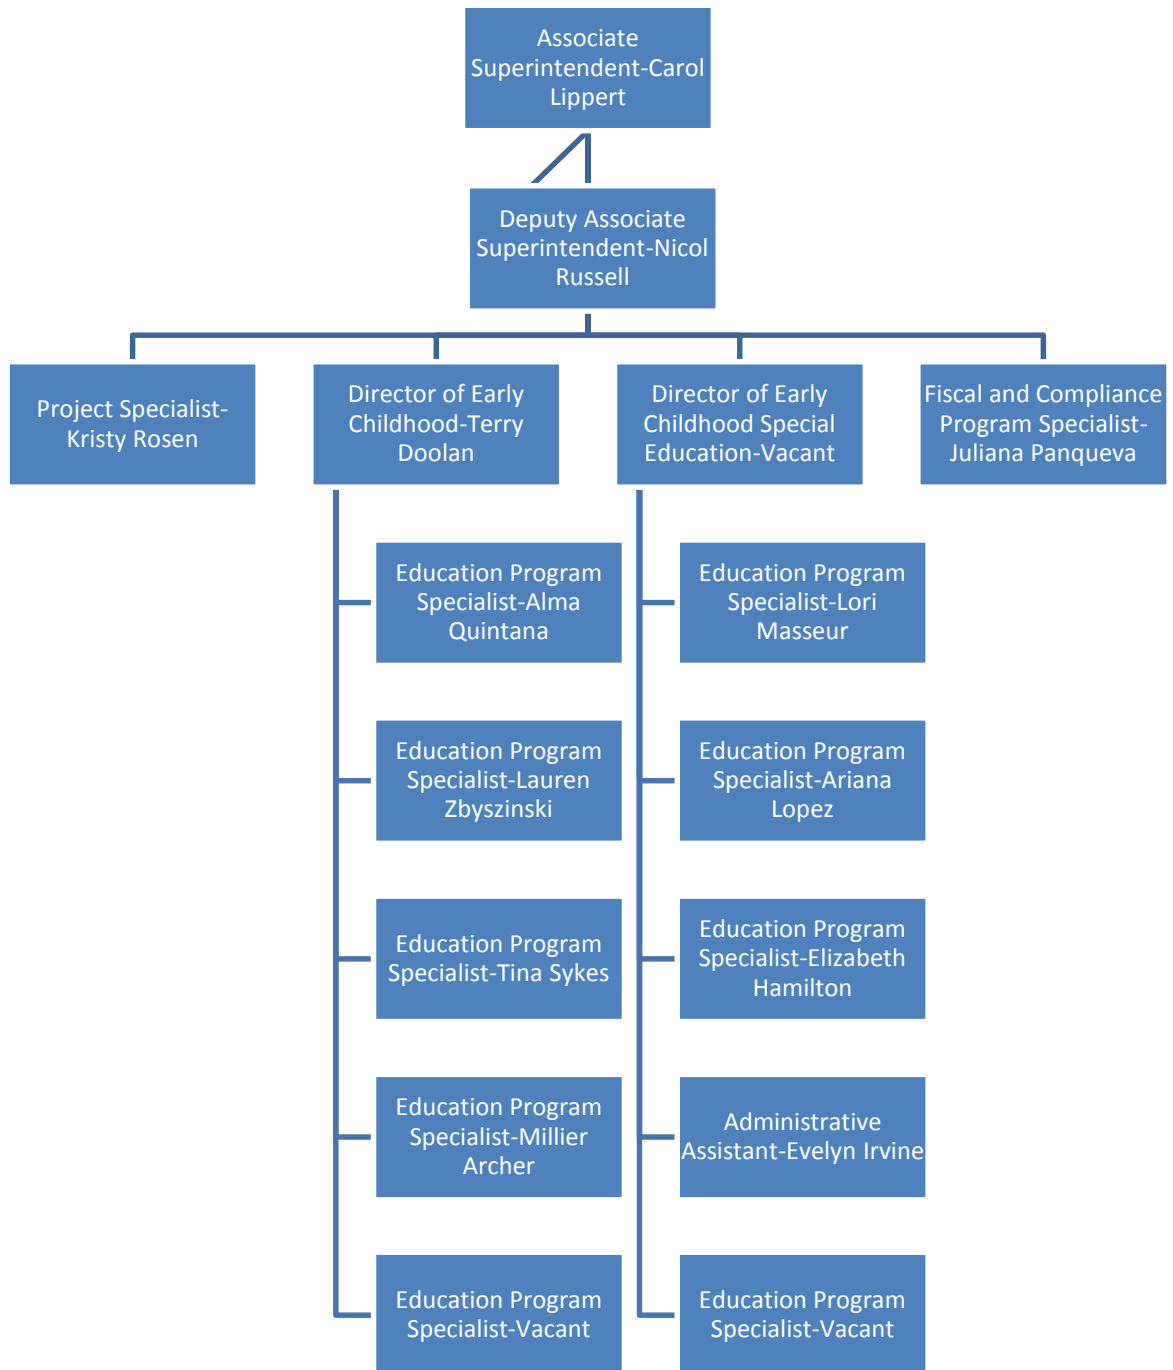 Associate
Superintendent-Carol
Lippert
Deputy Associate
Superintendent-Nicol
Russell
Project Specialist-
Kristy Rosen
Director of Early
Childhood-Terry
Doolan
Director of Early
Childhood Special
Education-Vacant
Fiscal and Compliance
Program Specialist-
Juliana Panqueva
Education Program
Specialist-Alma
Quintana
Education Program
Specialist-Lauren
Zbyszinski
Education Program
Specialist-Tina Sykes
Education Program
Specialist-Millier
Archer
Education Program
Specialist-Vacant
Education Program
Specialist-Lori
Masseur
Education Program
Specialist-Ariana
Lopez
Education Program
Specialist-Elizabeth
Hamilton
Administrative
Assistant-Evelyn Irvine
Education Program
Specialist-Vacant